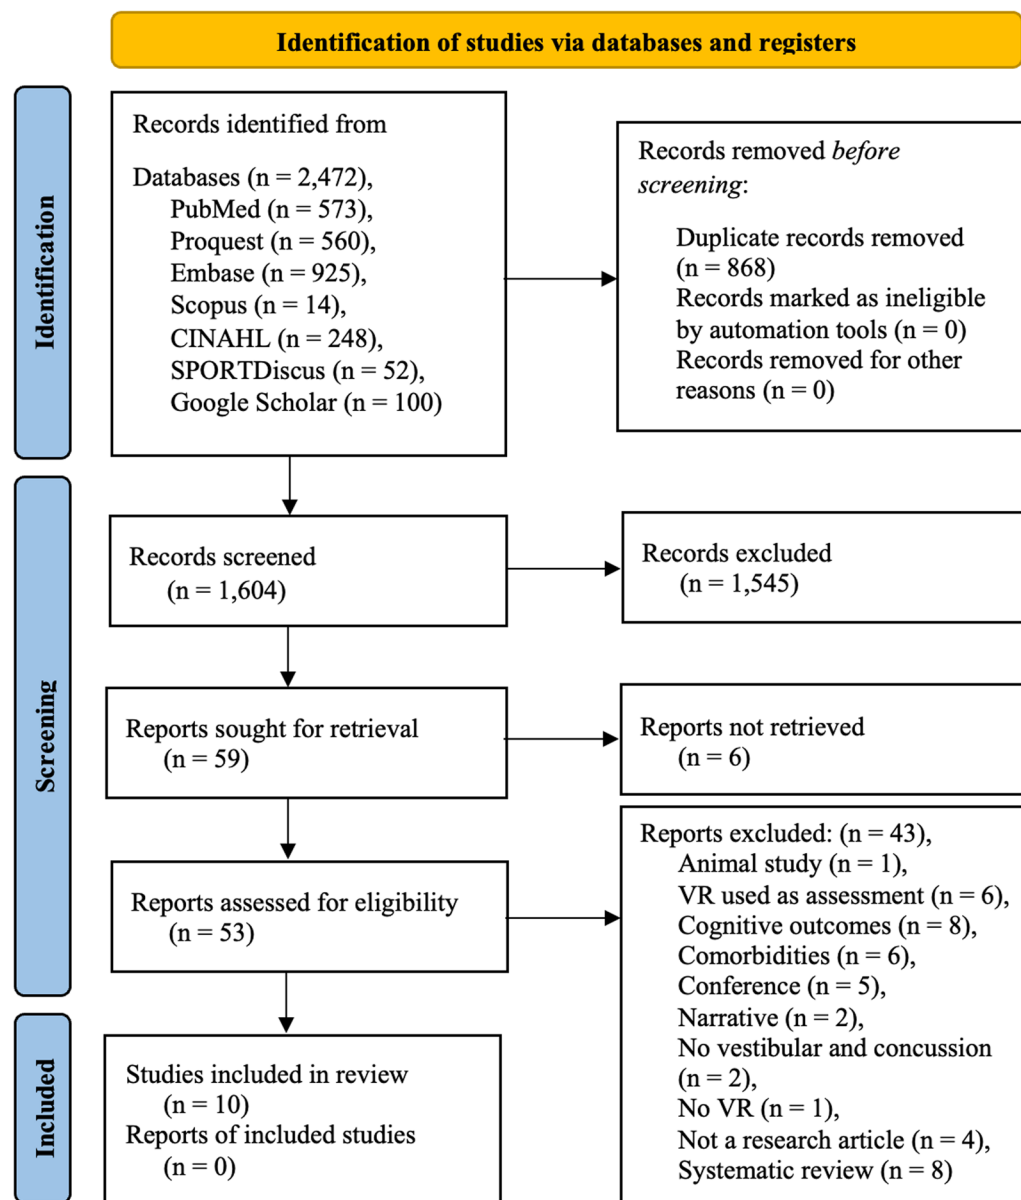 Identification of studies via databases and registers
Identification
Records identified from
Databases (n = 2,472),
PubMed (n = 573),
Proquest (n = 560),
Embase (n = 925),
Scopus (n = 14),
CINAHL (n = 248),
SPORTDiscus (n = 52),
Google Scholar (n = 100)
Records removed before
screening:
Duplicate records removed
(n = 868)
Records marked as ineligible
by automation tools (n = 0)
Records removed for other
reasons (n = 0)
Screening
Records screened
(n = 1,604)
Records excluded
(n = 1,545)
Reports sought for retrieval
(n = 59)
Reports not retrieved
(n = 6)
Reports assessed for eligibility
(n = 53)
Reports excluded: (n = 43),
Animal study (n = 1),
VR used as assessment (n = 6),
Cognitive outcomes (n = 8),
Comorbidities (n = 6),
Conference (n = 5),
Narrative (n = 2),
No vestibular and concussion
(n = 2),
No VR (n = 1),
Not a research article (n = 4),
Systematic review (n = 8)
Included
Studies included in review
(n = 10)
Reports of included studies
(n = 0)